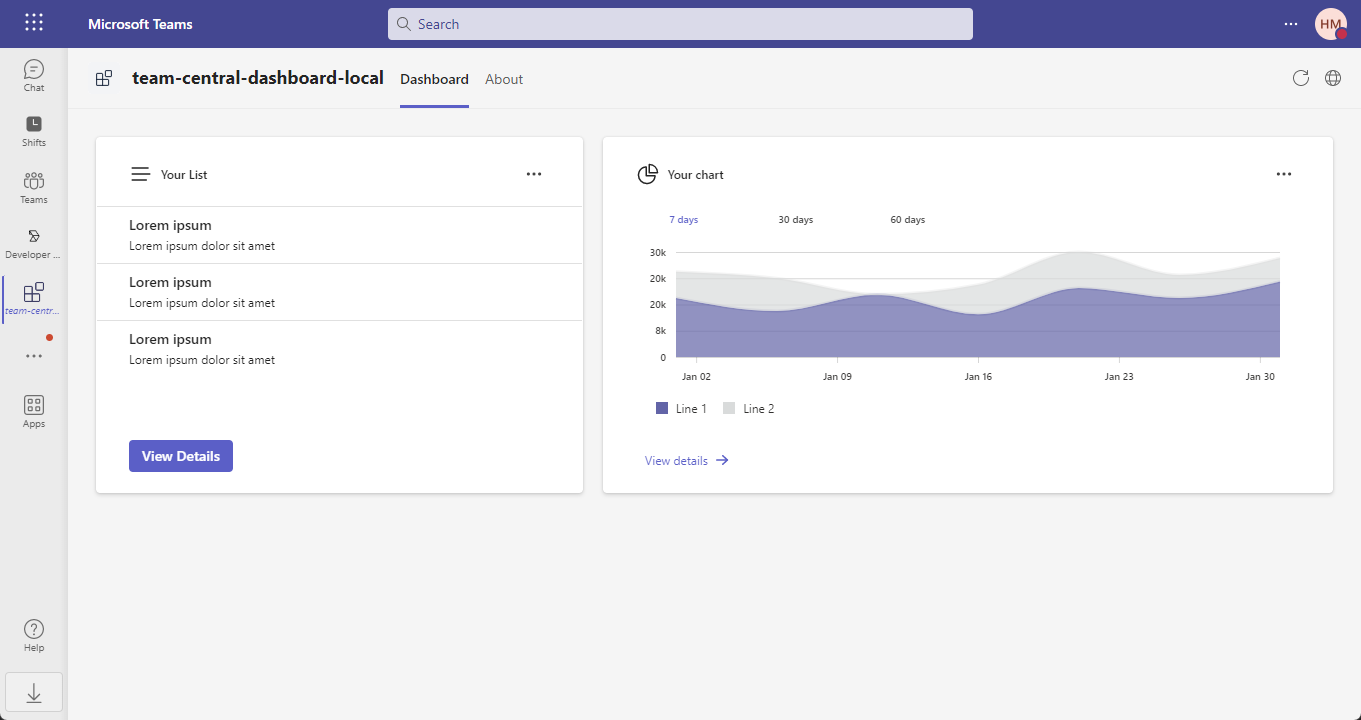 Microsoft Teams
Search
HM
Chat
Shifts
Teams
Developer ...
team-centr...
Apps
Help
team-central-dashboard-local
Dashboard
About
Your List
Lorem ipsum
Lorem ipsum dolor sit amet
Lorem ipsum
Lorem ipsum dolor sit amet
Lorem ipsum
Lorem ipsum dolor sit amet
View Details
Your chart
7 days
30 days
60 days
30k
20k
20k
8k
0
Jan 02
Jan 09
Jan 16
Jan 23
Jan 30
Line 1
Line 2
View details